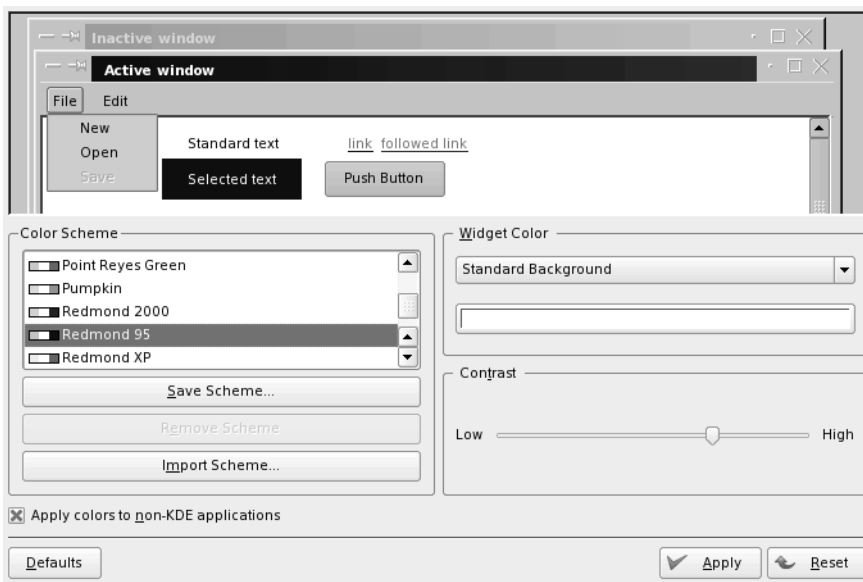 Inactive window
Active window
File Edit
New
Open
Save
Standard text
link followed link
Selected text
Push Button
Color Scheme
Point Reyes Green
Pumpkin
Redmond 2000
Redmond 95
Redmond XP
Save Scheme...
Remove Scheme
Import Scheme...
Widget Color
Standard Background
Contrast
Low High
Apply colors to non-KDE applications
Defaults Apply Reset